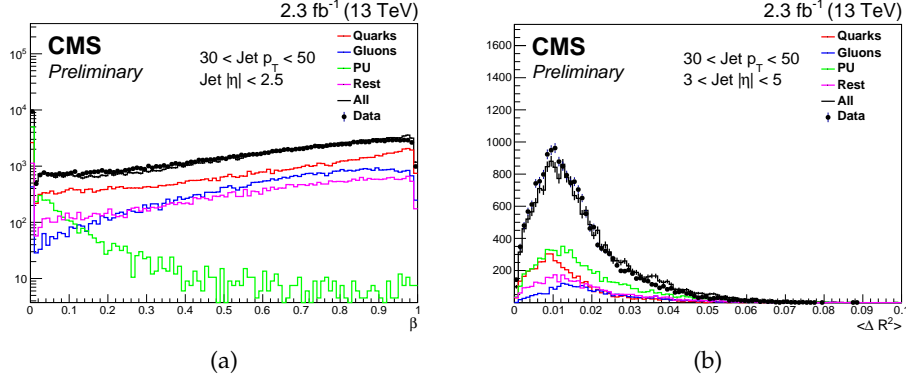 2.3 fb-1 (13 TeV)
CMS
Preliminary
30 < Jet pT < 50
Jet |η| < 2.5
Quarks
Gluons
PU
Rest
All
Data
10^5
10^4
10^3
10^2
10
0 0.1 0.2 0.3 0.4 0.5 0.6 0.7 0.8 0.9 1
β
(a)
2.3 fb-1 (13 TeV)
CMS
Preliminary
30 < Jet pT < 50
3 < Jet |η| < 5
Quarks
Gluons
PU
Rest
All
Data
1600
1400
1200
1000
800
600
400
200
0 0.01 0.02 0.03 0.04 0.05 0.06 0.07 0.08 0.09 0.1
<Δ R²>
(b)